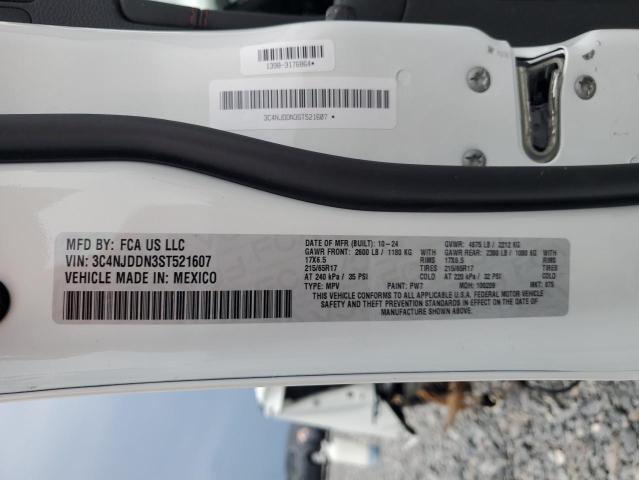 1390-3176064*
3C4NJDDN3ST521607 *
MFD BY: FCA US LLC
VIN: 3C4NJDDN3ST521607
VEHICLE MADE IN: MEXICO
DATE OF MFR (BUILT): 10-24 GVWR: 4875 LB / 2212 KG
GAWR FRONT: 2600 LB / 1180 KG RIMS GAWR REAR: 2380 LB / 1080 KG RIMS
17X6.5 TIRES 17X6.5 TIRES
215/65R17 215/65R17
AT 240 kPa / 35 PSI COLD AT 220 kPa / 32 PSI COLD
TYPE: MPV PAINT: PW7 MDH: 100209 MKT: 675
THIS VEHICLE CONFORMS TO ALL APPLICABLE U.S.A. FEDERAL MOTOR VEHICLE
SAFETY, BUMPER, AND THEFT PREVENTION STANDARDS IN EFFECT ON THE DATE OF
MANUFACTURE SHOWN ABOVE.